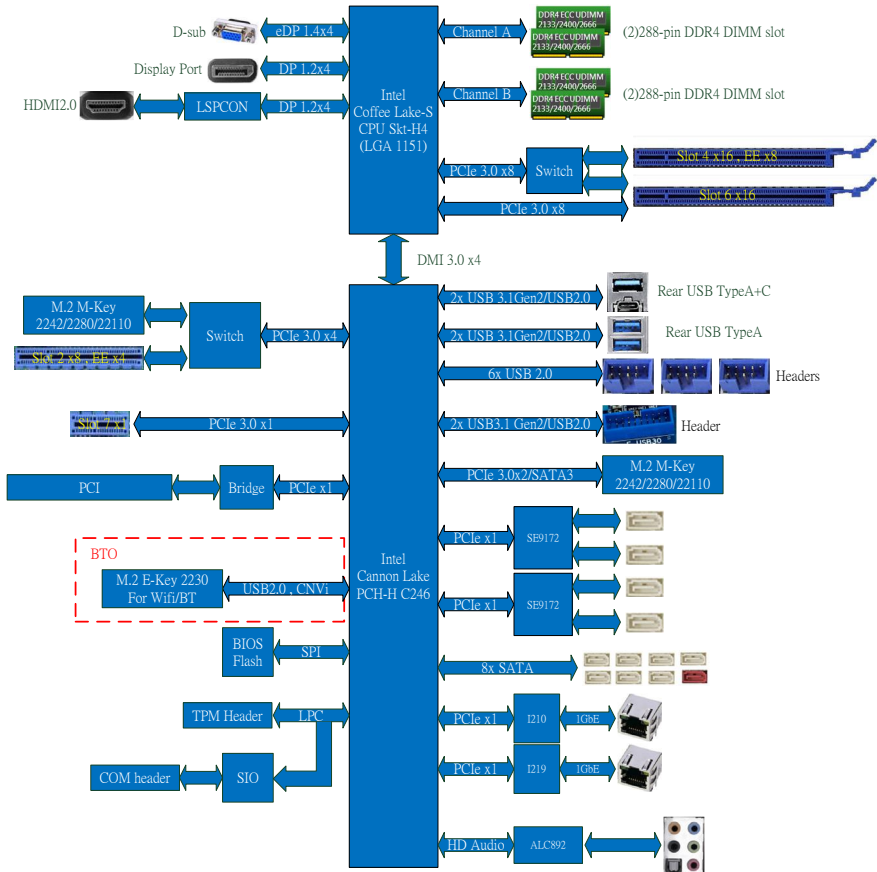 D-sub
eDP 1.4x4
Display Port
DP 1.2x4
HDMI2.0
LSPCON
DP 1.2x4
Intel
Coffee Lake-S
CPU Skt-H4
(LGA 1151)
Channel A
DDR4 ECC UDIMM
2133/2400/2666
DDR4 ECC UDIMM
2133/2400/2666
(2)288-pin DDR4 DIMM slot
Channel B
DDR4 ECC UDIMM
2133/2400/2666
DDR4 ECC UDIMM
2133/2400/2666
(2)288-pin DDR4 DIMM slot
PCIe 3.0 x8
Switch
Slot 4 x16 , EE x8
PCIe 3.0 x8
Slot 6 x16
DMI 3.0 x4
M.2 M-Key
2242/2280/22110
Slot 2 x8 , EE x4
Switch
PCIe 3.0 x4
Slot 7 x1
PCIe 3.0 x1
PCI
Bridge
PCIe x1
BTO
M.2 E-Key 2230
For Wifi/BT
USB2.0 , CNVi
BIOS
Flash
SPI
TPM Header
LPC
COM header
SIO
Intel
Cannon Lake
PCH-H C246
2x USB 3.1Gen2/USB2.0
Rear USB TypeA+C
2x USB 3.1Gen2/USB2.0
Rear USB TypeA
6x USB 2.0
Headers
2x USB3.1 Gen2/USB2.0
Header
PCIe 3.0x2/SATA3
M.2 M-Key
2242/2280/22110
PCIe x1
SE9172
PCIe x1
SE9172
8x SATA
PCIe x1
I210
1GbE
PCIe x1
I219
1GbE
HD Audio
ALC892